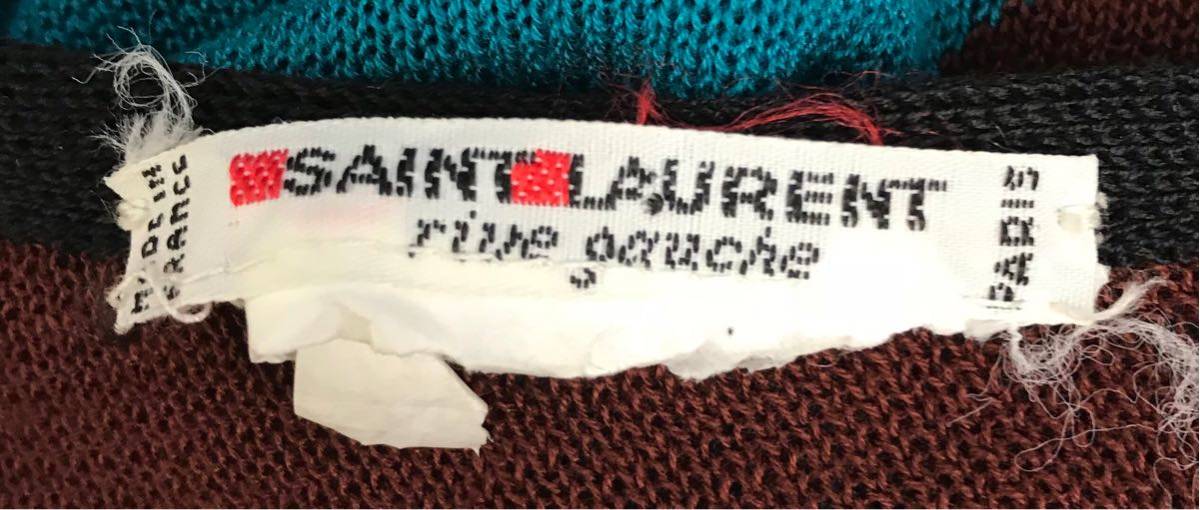 MADE IN
FRANCE
SAINT LAURENT
rive gauche
PARIS